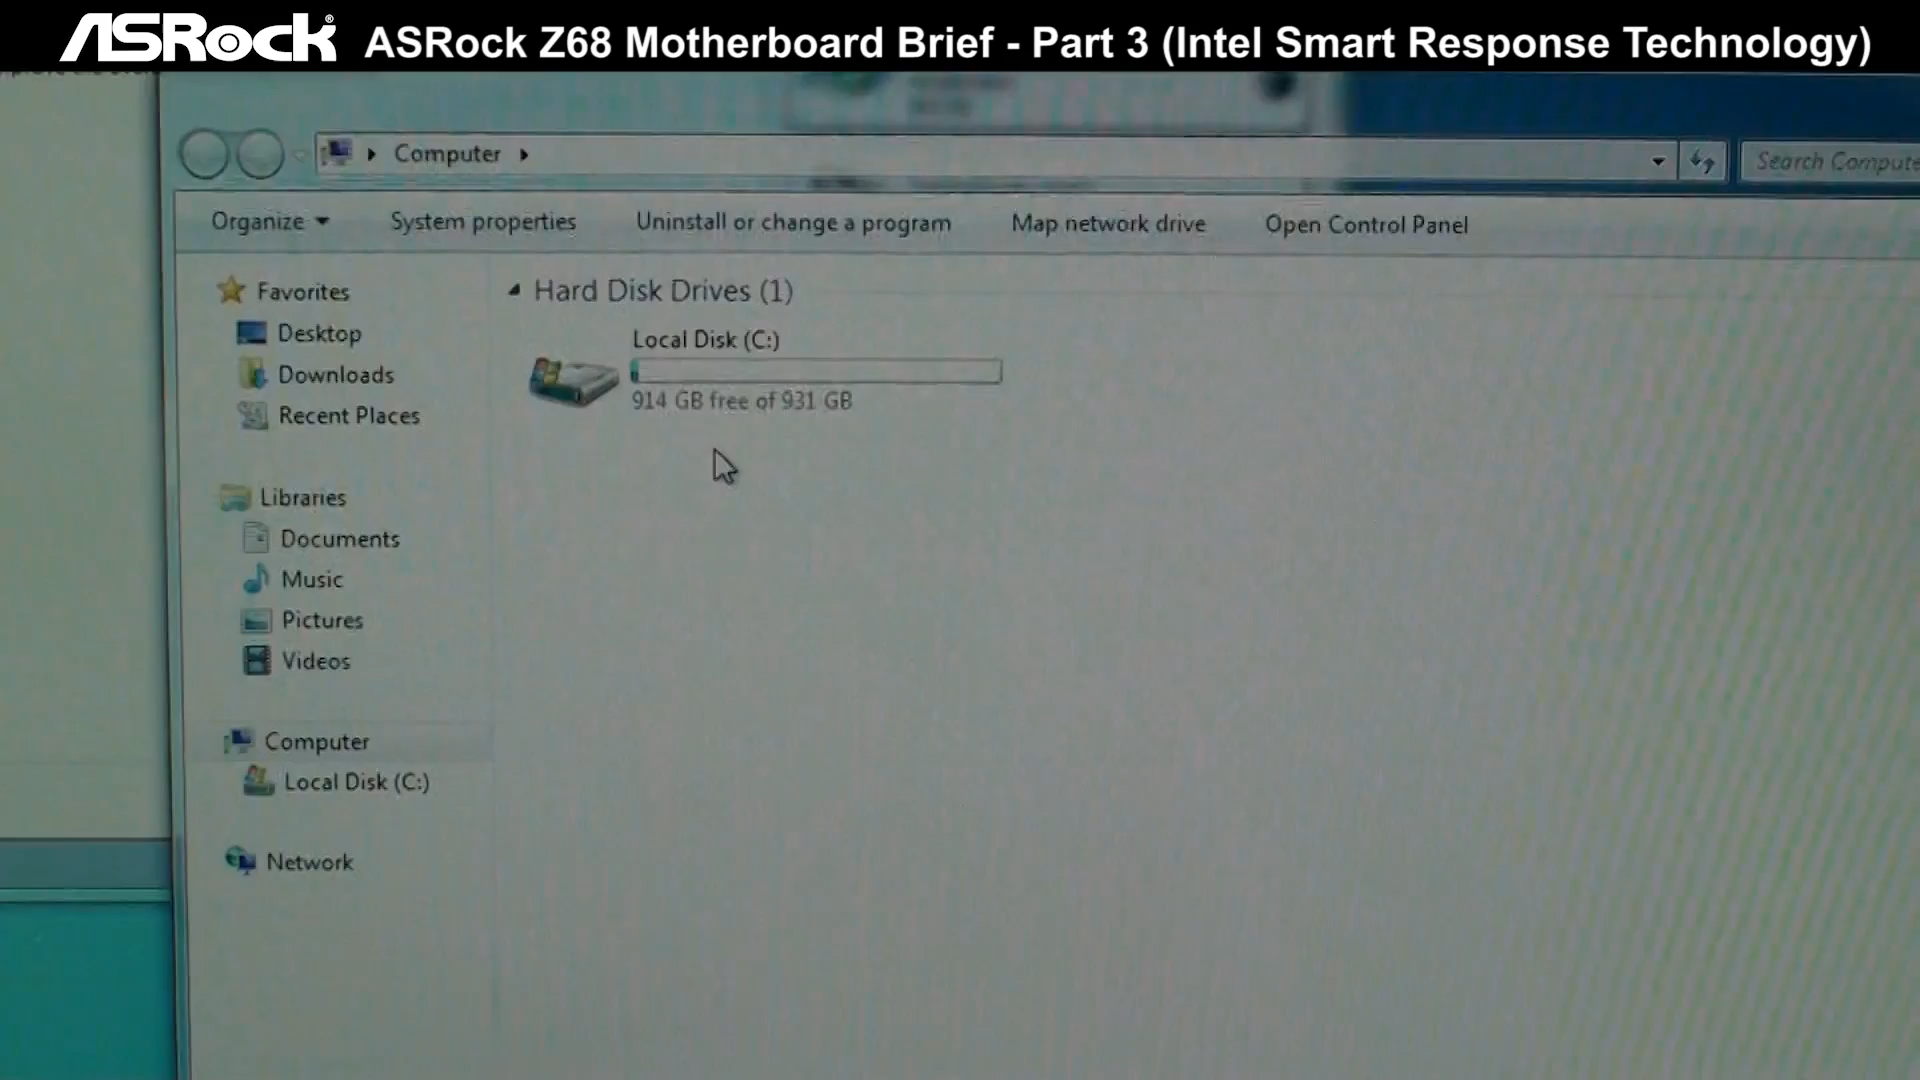 ASRock ASRock Z68 Motherboard Brief - Part 3 (Intel Smart Response Technology)
Computer
Search Compute
Organize System properties Uninstall or change a program Map network drive Open Control Panel
Favorites
Desktop
Downloads
Recent Places
Libraries
Documents
Music
Pictures
Videos
Computer
Local Disk (C:)
Network
Hard Disk Drives (1)
Local Disk (C:)
914 GB free of 931 GB